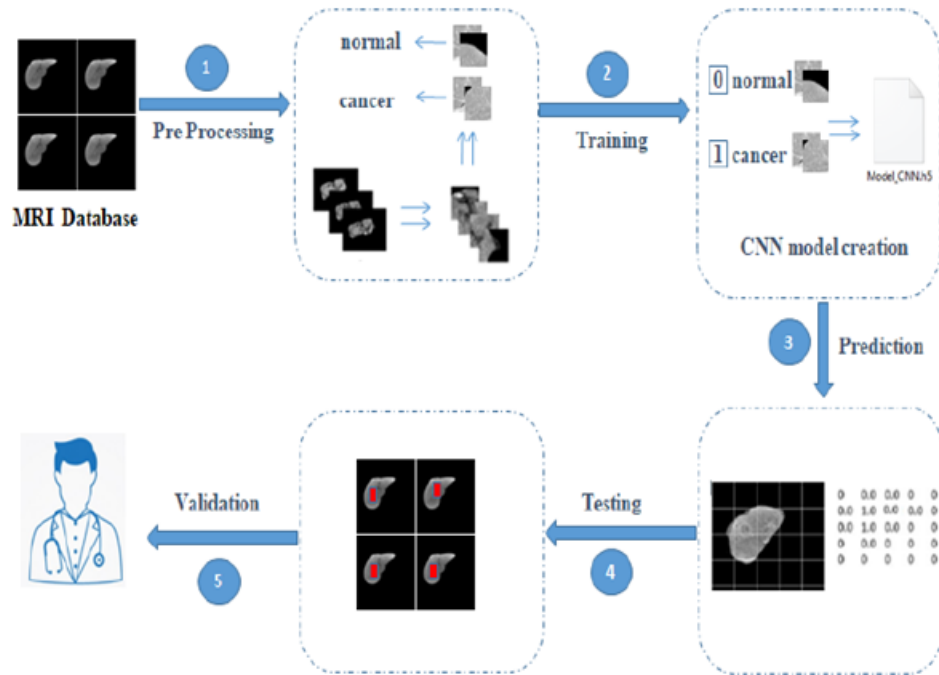 MRI Database
1
Pre Processing
normal
cancer
2
Training
0 normal
1 cancer
Model_CNN.h5
CNN model creation
3
Prediction
0 0.0 0.0 0 0
0.0 1.0 0.0 0.0 0
0.0 1.0 0.0 0 0
0 0.0 0 0 0
0 0 0 0 0
Testing
4
Validation
5